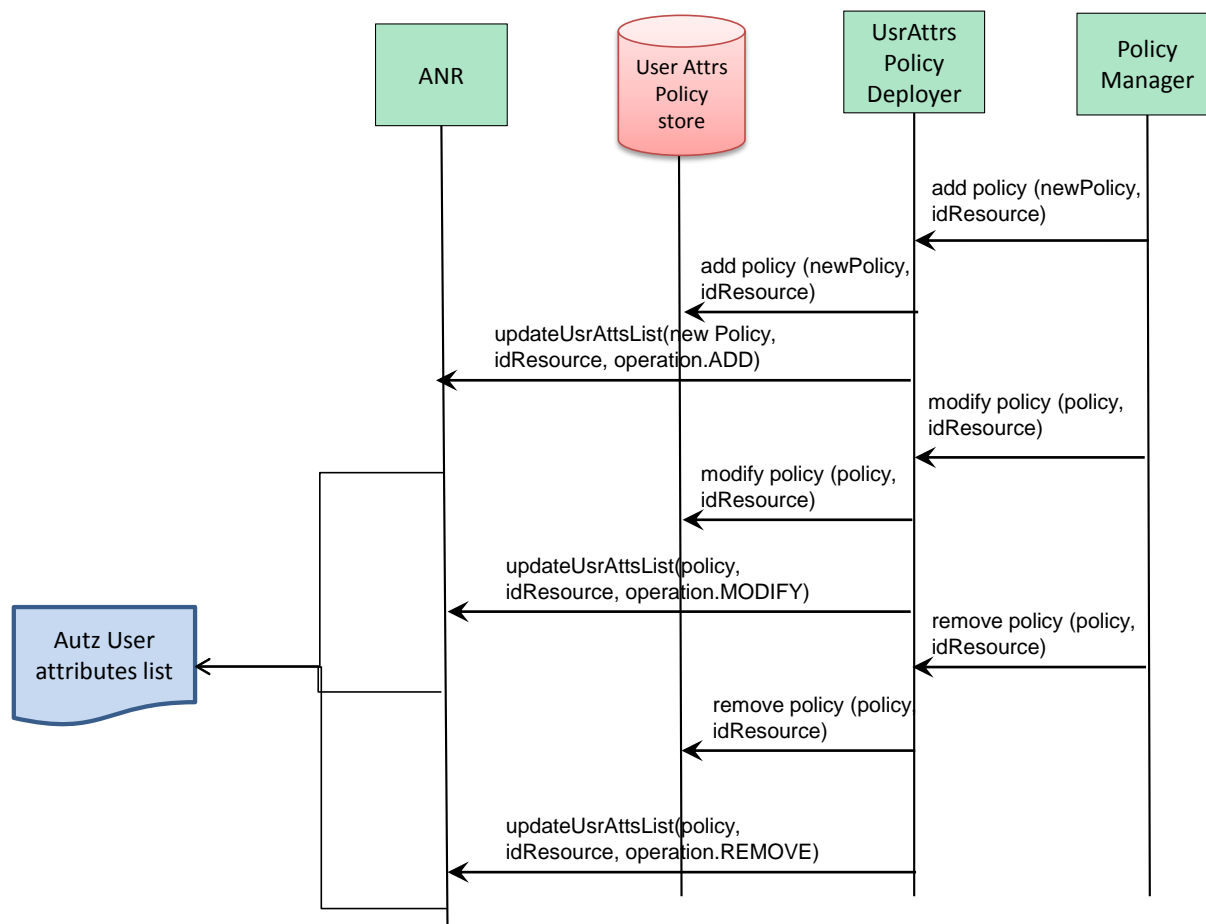 ANR
User Attrs
Policy
store
UsrAttrs
Policy
Deployer
Policy
Manager
add policy (newPolicy,
idResource)
add policy (newPolicy,
idResource)
updateUsrAttsList(new Policy,
idResource, operation.ADD)
modify policy (policy,
idResource)
modify policy (policy,
idResource)
updateUsrAttsList(policy,
idResource, operation.MODIFY)
Autz User
attributes list
remove policy (policy,
idResource)
remove policy (policy,
idResource)
updateUsrAttsList(policy,
idResource, operation.REMOVE)